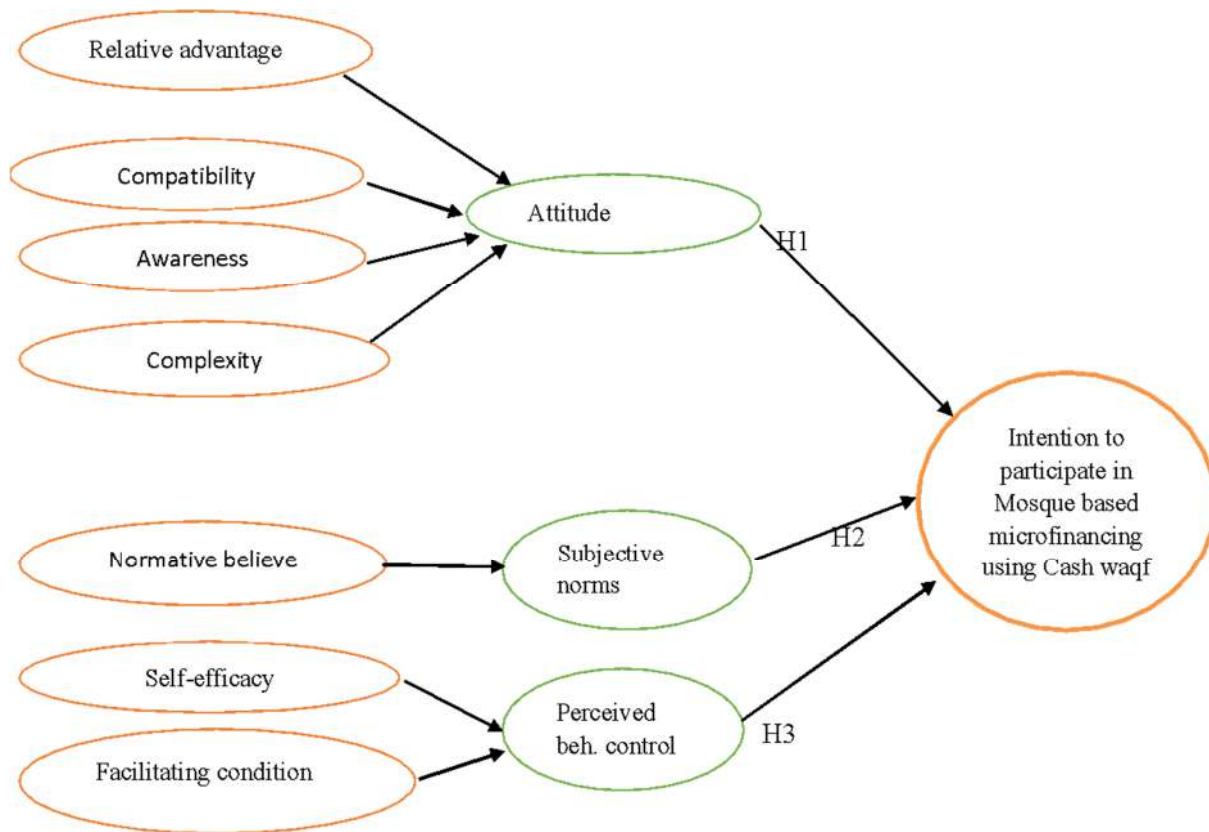 Relative advantage
Compatibility
Awareness
Complexity
Attitude
H1
Normative believe
Subjective
norms
H2
Self-efficacy
Facilitating condition
Perceived
beh. control
H3
Intention to
participate in
Mosque based
microfinancing
using Cash waqf